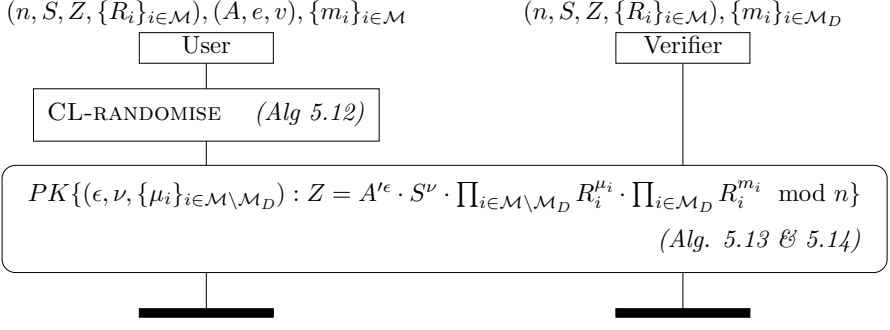 (n, S, Z, {R_i}_{i∈ℳ}), (A, e, v), {m_i}_{i∈ℳ} (n, S, Z, {R_i}_{i∈ℳ}), {m_i}_{i∈ℳ_D}
User Verifier
CL-RANDOMISE (Alg 5.12)
PK{(ϵ, ν, {μ_i}_{i∈ℳ\ℳ_D}) : Z = A'^ϵ · S^ν · ∏_{i∈ℳ\ℳ_D} R_i^{μ_i} · ∏_{i∈ℳ_D} R_i^{m_i} mod n}
(Alg. 5.13 & 5.14)